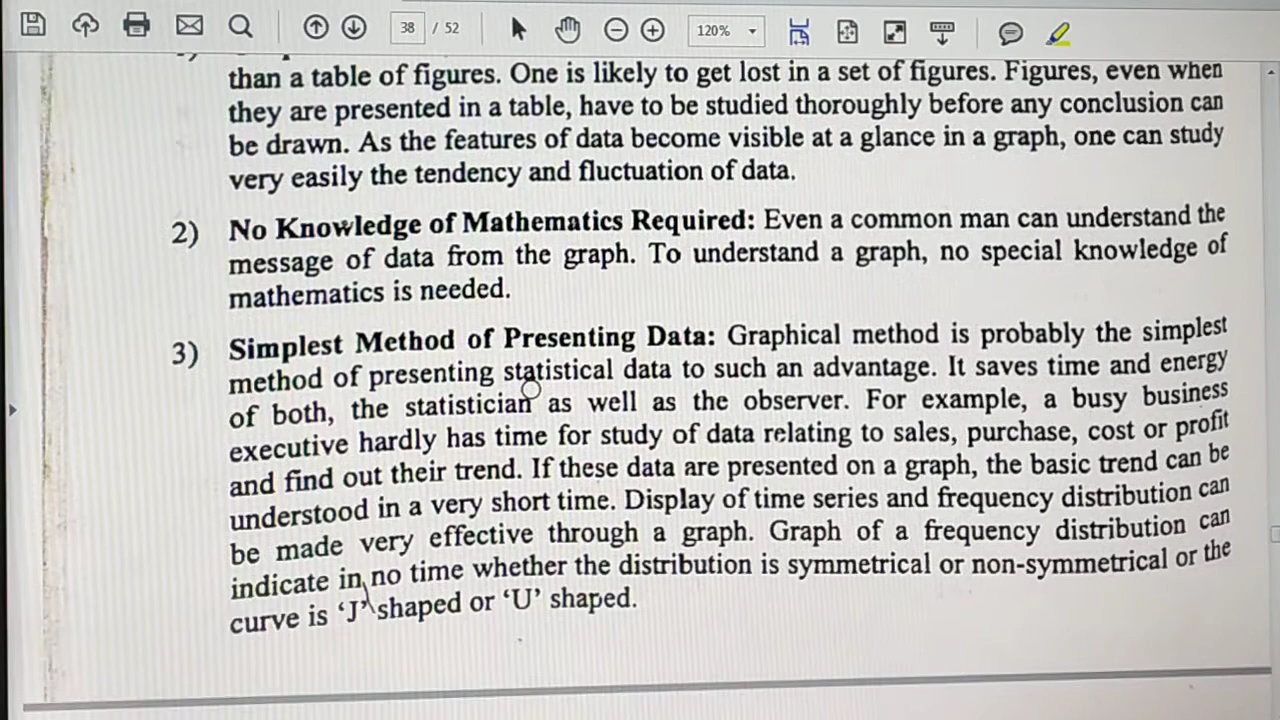 38 / 52
120%
than a table of figures. One is likely to get lost in a set of figures. Figures, even when
they are presented in a table, have to be studied thoroughly before any conclusion can
be drawn. As the features of data become visible at a glance in a graph, one can study
very easily the tendency and fluctuation of data.
2) No Knowledge of Mathematics Required: Even a common man can understand the
message of data from the graph. To understand a graph, no special knowledge of
mathematics is needed.
3) Simplest Method of Presenting Data: Graphical method is probably the simplest
method of presenting statistical data to such an advantage. It saves time and energy
of both, the statistician as well as the observer. For example, a busy business
executive hardly has time for study of data relating to sales, purchase, cost or profit
and find out their trend. If these data are presented on a graph, the basic trend can be
understood in a very short time. Display of time series and frequency distribution can
be made very effective through a graph. Graph of a frequency distribution can
indicate in no time whether the distribution is symmetrical or non-symmetrical or the
curve is ‘J’ shaped or ‘U’ shaped.